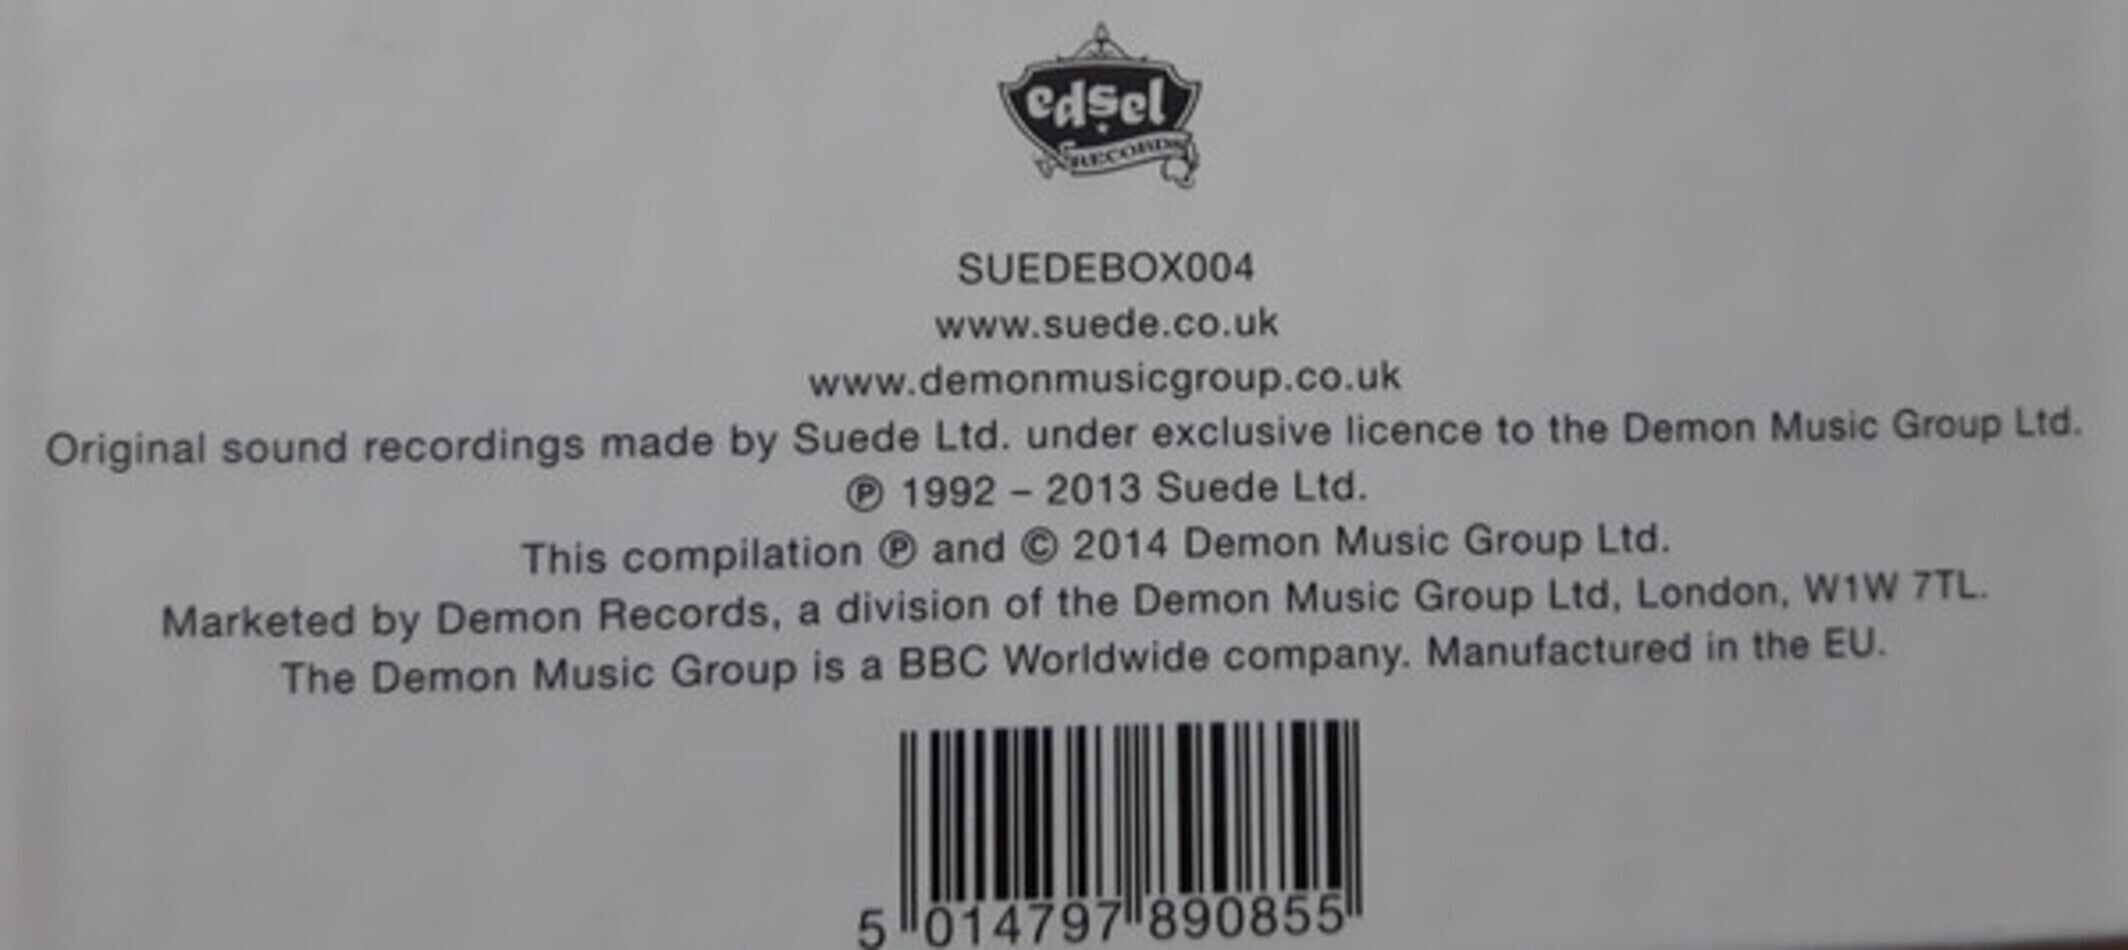 edsel
RECORDS
SUEDEBOX004
www.suede.co.uk
www.demonmusicgroup.co.uk
Original sound recordings made by Suede Ltd. under exclusive licence to the Demon Music Group Ltd.
℗ 1992 – 2013 Suede Ltd.
This compilation ℗ and © 2014 Demon Music Group Ltd.
Marketed by Demon Records, a division of the Demon Music Group Ltd, London, W1W 7TL.
The Demon Music Group is a BBC Worldwide company. Manufactured in the EU.
5 014797 890855